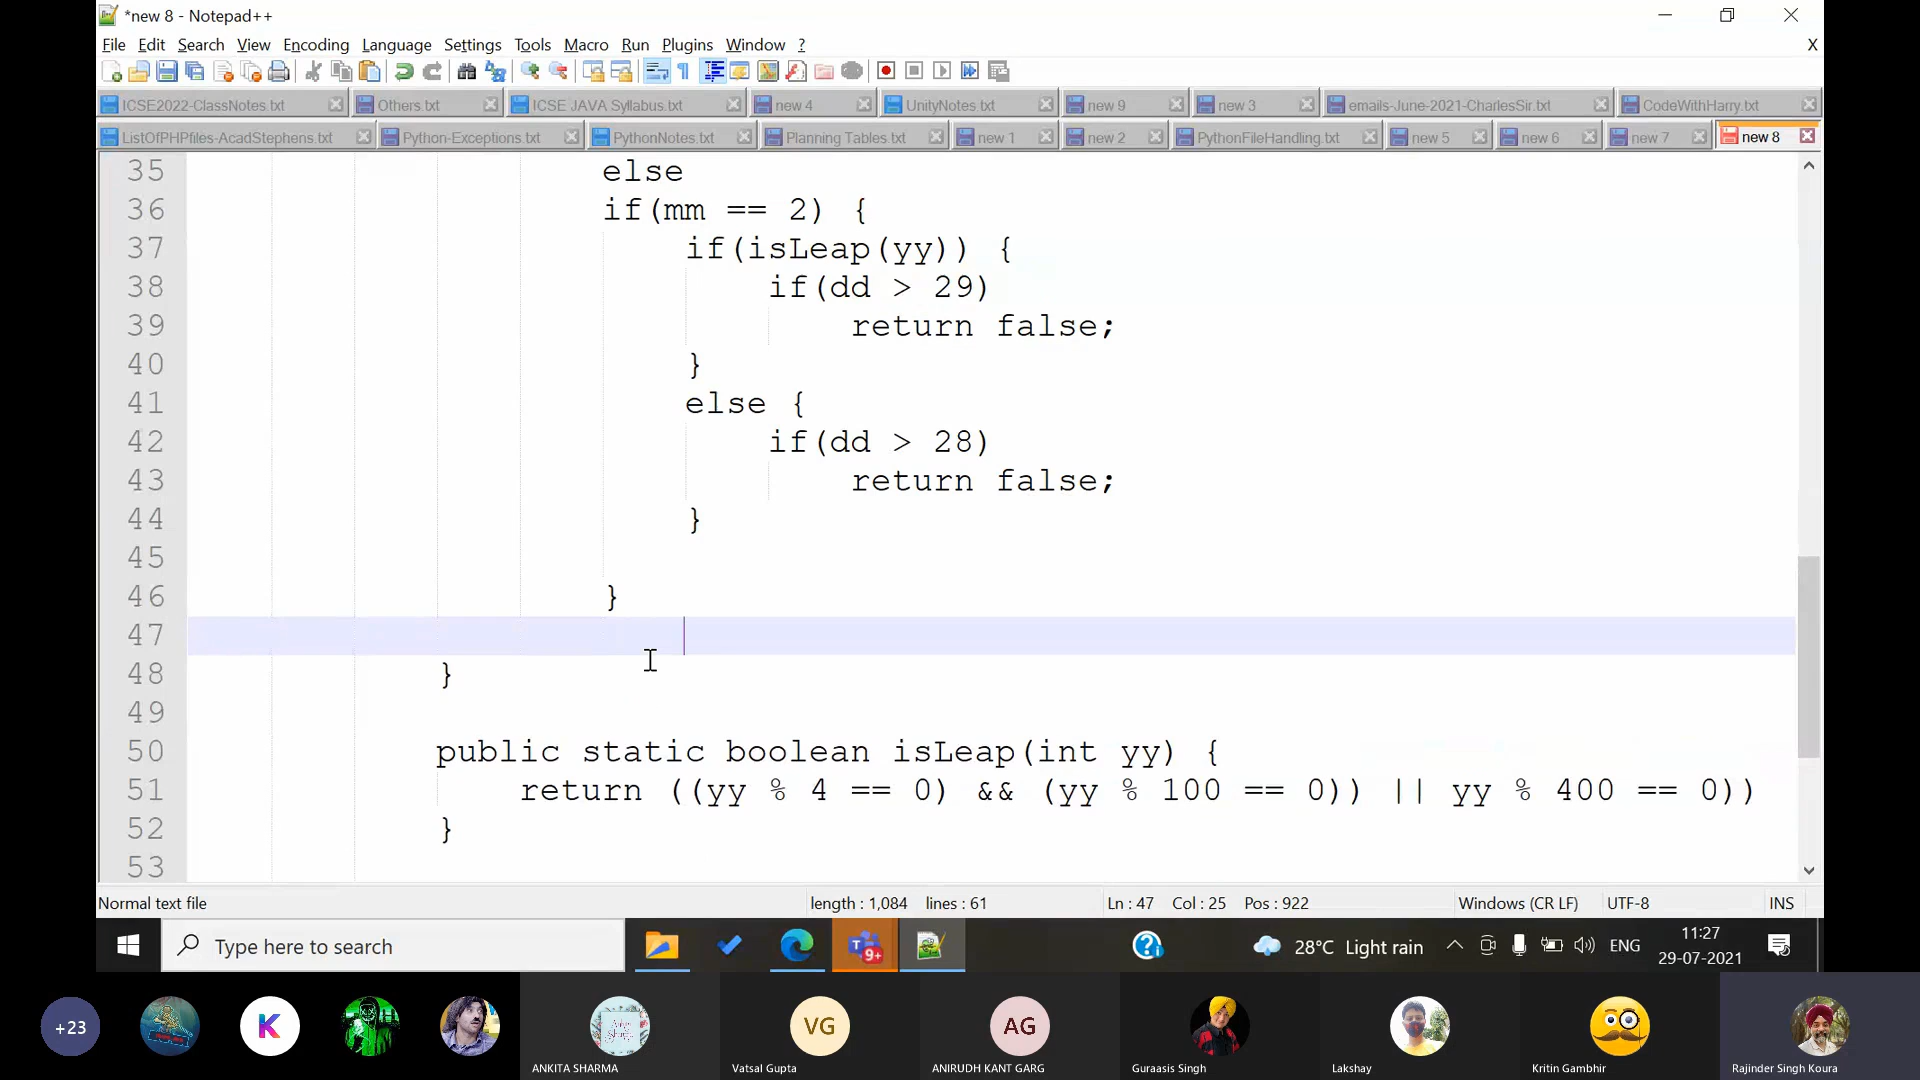 *new 8 - Notepad++
File Edit Search View Encoding Language Settings Tools Macro Run Plugins Window ? X
ICSE2022-ClassNotes.txt Others.txt ICSE JAVA Syllabus.txt new 4 UnityNotes.txt new 9 new 3 emails-June-2021-CharlesSir.txt CodeWithHarry.txt
ListOfPHPfiles-AcadStephens.txt Python-Exceptions.txt PythonNotes.txt Planning Tables.txt new 1 new 2 PythonFileHandling.txt new 5 new 6 new 7 new 8
35 else
36 if(mm == 2) {
37 if(isLeap(yy)) {
38 if(dd > 29)
39 return false;
40 }
41 else {
42 if(dd > 28)
43 return false;
44 }
45
46 }
47
48 }
49
50 public static boolean isLeap(int yy) {
51 return ((yy % 4 == 0) && (yy % 100 == 0)) || yy % 400 == 0))
52 }
53
Normal text file length : 1,084 lines : 61 Ln : 47 Col : 25 Pos : 922 Windows (CR LF) UTF-8 INS
Type here to search 9+ 28°C Light rain ENG 11:27
29-07-2021
+23 K VG AG
ANKITA SHARMA Vatsal Gupta ANIRUDH KANT GARG Guraasis Singh Lakshay Kritin Gambhir Rajinder Singh Koura